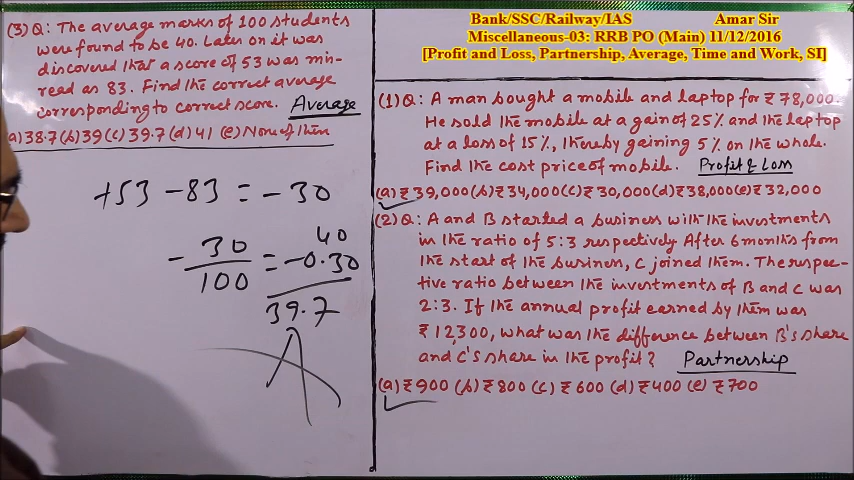 Bank/SSC/Railway/IAS Amar Sir
Miscellaneous-03: RRB PO (Main) 11/12/2016
[Profit and Loss, Partnership, Average, Time and Work, SI]
(3) Q: The average marks of 100 students
were found to be 40. Later on it was
discovered that a score of 53 was mis-
read as 83. Find the correct average
corresponding to correct score. Average
(a) 38.7 (b) 39 (c) 39.7 (d) 41 (e) None of them
+53 -83 = -30
40
- 30/100 = -0.30
39.7
(1) Q: A man bought a mobile and laptop for ₹ 78,000.
He sold the mobile at a gain of 25% and the laptop
at a loss of 15%, thereby gaining 5% on the whole.
Find the cost price of mobile. Profit & Loss
(a) ₹ 39,000 (b) ₹ 34,000 (c) ₹ 30,000 (d) ₹ 38,000 (e) ₹ 32,000
(2) Q: A and B started a business with the investments
in the ratio of 5:3 respectively After 6 months from
the start of the business, C joined them. The respec-
tive ratio between the investments of B and C was
2:3. If the annual profit earned by them was
₹ 12,300, what was the difference between B's share
and C's share in the profit? Partnership
(a) ₹ 900 (b) ₹ 800 (c) ₹ 600 (d) ₹ 400 (e) ₹ 700